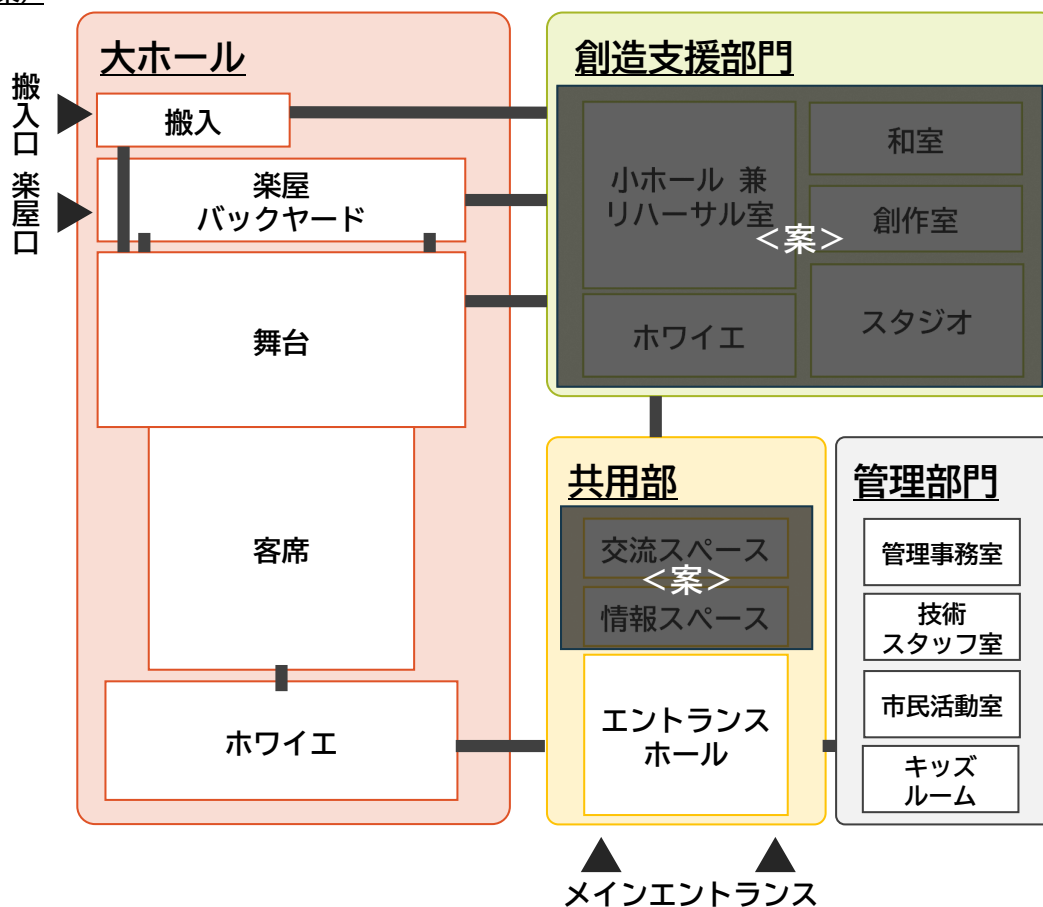 大ホール
搬入口
楽屋口
搬入
楽屋
バックヤード
舞台
客席
ホワイエ
創造支援部門
小ホール 兼
リハーサル室
和室
創作室
<案>
ホワイエ
スタジオ
共用部
交流スペース
<案>
情報スペース
エントランス
ホール
管理部門
管理事務室
技術
スタッフ室
市民活動室
キッズ
ルーム
メインエントランス